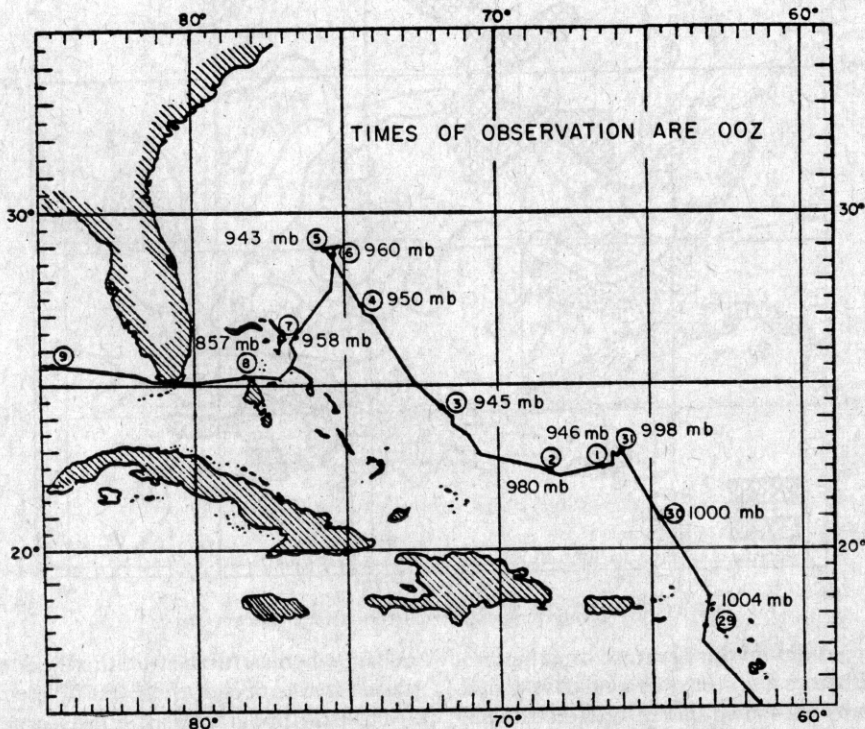 80° 70° 60°
TIMES OF OBSERVATION ARE 00Z
30° 30°
943 mb 5 6 960 mb
4 950 mb
7
857 mb 958 mb
9 8
3 945 mb
946 mb 31 998 mb
2 1
980 mb
30 1000 mb
20° 20°
1004 mb
29
80° 70° 60°